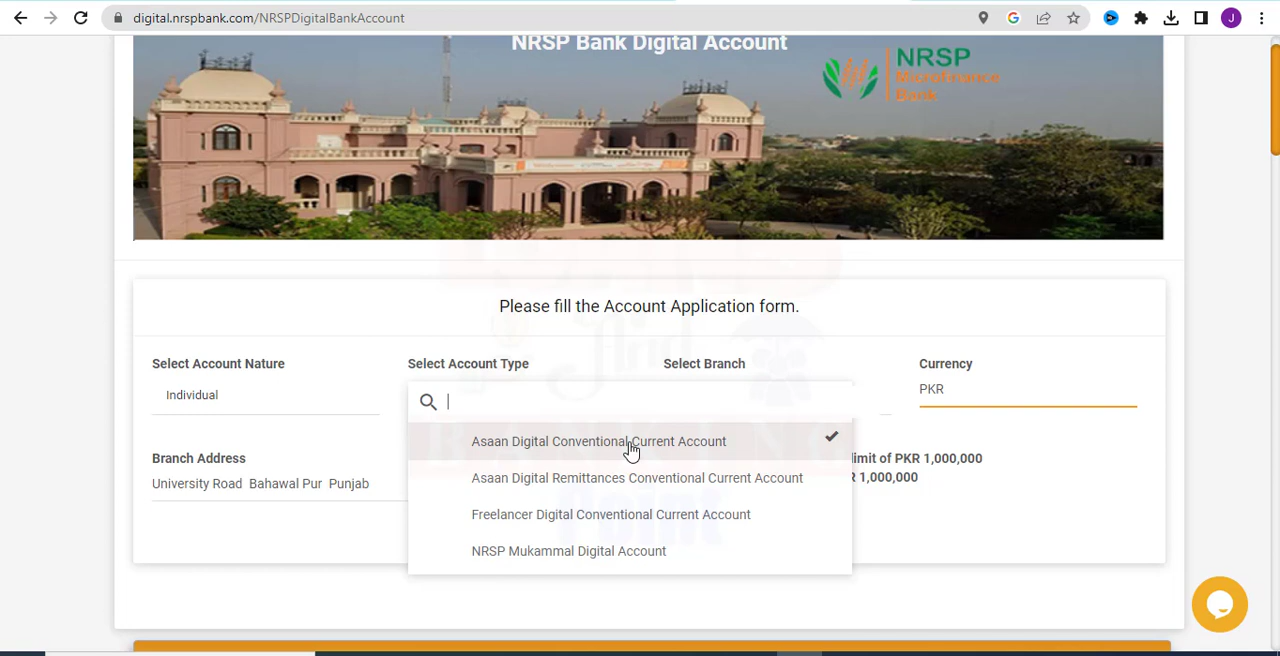 digital.nrspbank.com/NRSPDigitalBankAccount
J
NRSP Bank Digital Account
NRSP
Microfinance
Bank
Please fill the Account Application form.
Select Account Nature
Select Account Type
Select Branch
Currency
Individual
PKR
Asaan Digital Conventional Current Account
Asaan Digital Remittances Conventional Current Account
Freelancer Digital Conventional Current Account
NRSP Mukammal Digital Account
Branch Address
University Road Bahawal Pur Punjab
limit of PKR 1,000,000
1,000,000
BANKING
Point